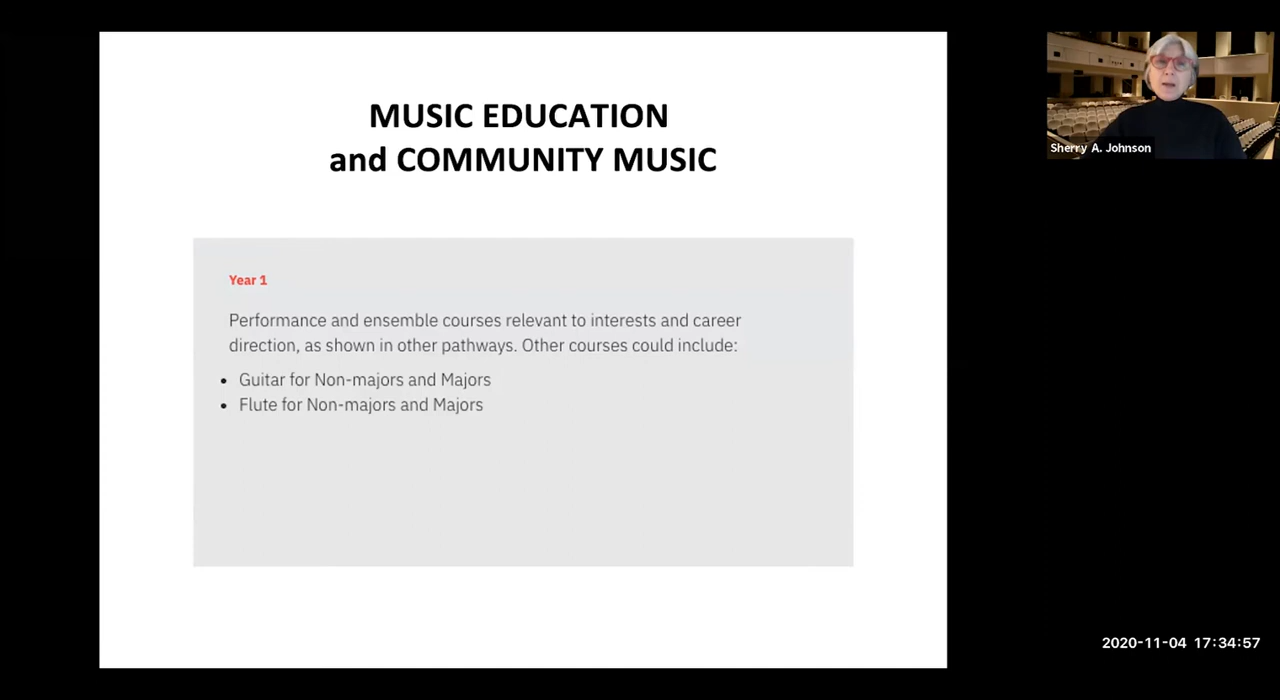 MUSIC EDUCATION
and COMMUNITY MUSIC
Year 1
Performance and ensemble courses relevant to interests and career
direction, as shown in other pathways. Other courses could include:
• Guitar for Non-majors and Majors
• Flute for Non-majors and Majors
Sherry A. Johnson
2020-11-04 17:34:57